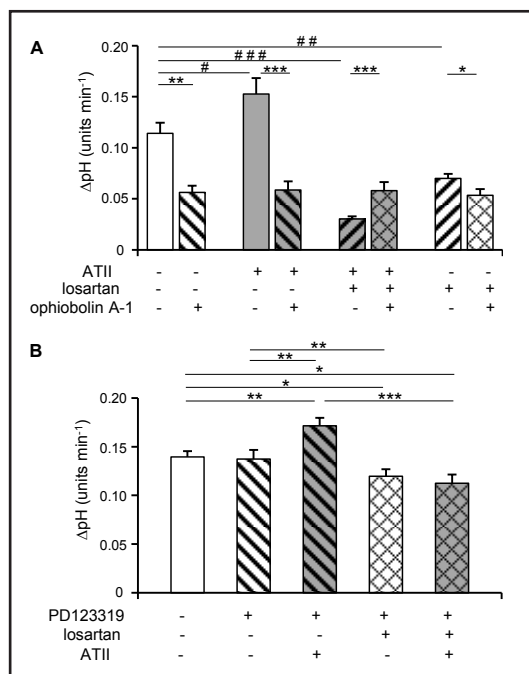 A
0.20
0.15
0.10
0.05
0
ΔpH (units min⁻¹)
##
###
#
** *** *** *
ATII - - + + + + - -
losartan - - - - + + + +
ophiobolin A-1 - + - + - + - +
B
**
**
*
*
** ***
0.20
0.15
0.10
0.05
0
ΔpH (units min⁻¹)
PD123319 - + + + +
losartan - - - + +
ATII - - + - +